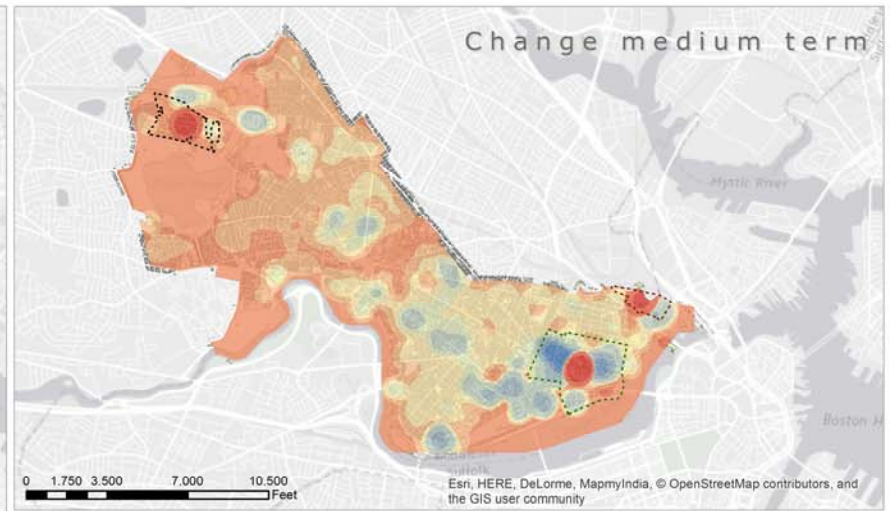 Change medium term
Mystic River
Boston H
0 1.750 3.500 7.000 10.500
Feet
Esri, HERE, DeLorme, MapmyIndia, © OpenStreetMap contributors, and
the GIS user community